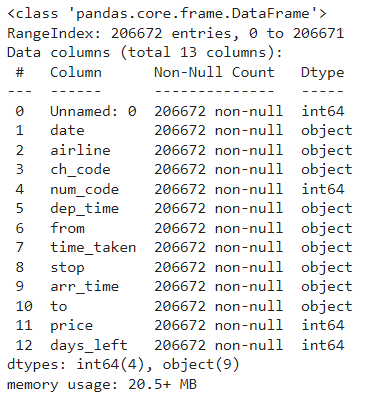 <class 'pandas.core.frame.DataFrame'>
RangeIndex: 206672 entries, 0 to 206671
Data columns (total 13 columns):
 #   Column      Non-Null Count   Dtype
---  ------      --------------   -----
 0   Unnamed: 0  206672 non-null  int64
 1   date        206672 non-null  object
 2   airline     206672 non-null  object
 3   ch_code     206672 non-null  object
 4   num_code    206672 non-null  int64
 5   dep_time    206672 non-null  object
 6   from        206672 non-null  object
 7   time_taken  206672 non-null  object
 8   stop        206672 non-null  object
 9   arr_time    206672 non-null  object
 10  to          206672 non-null  object
 11  price       206672 non-null  int64
 12  days_left   206672 non-null  int64
dtypes: int64(4), object(9)
memory usage: 20.5+ MB